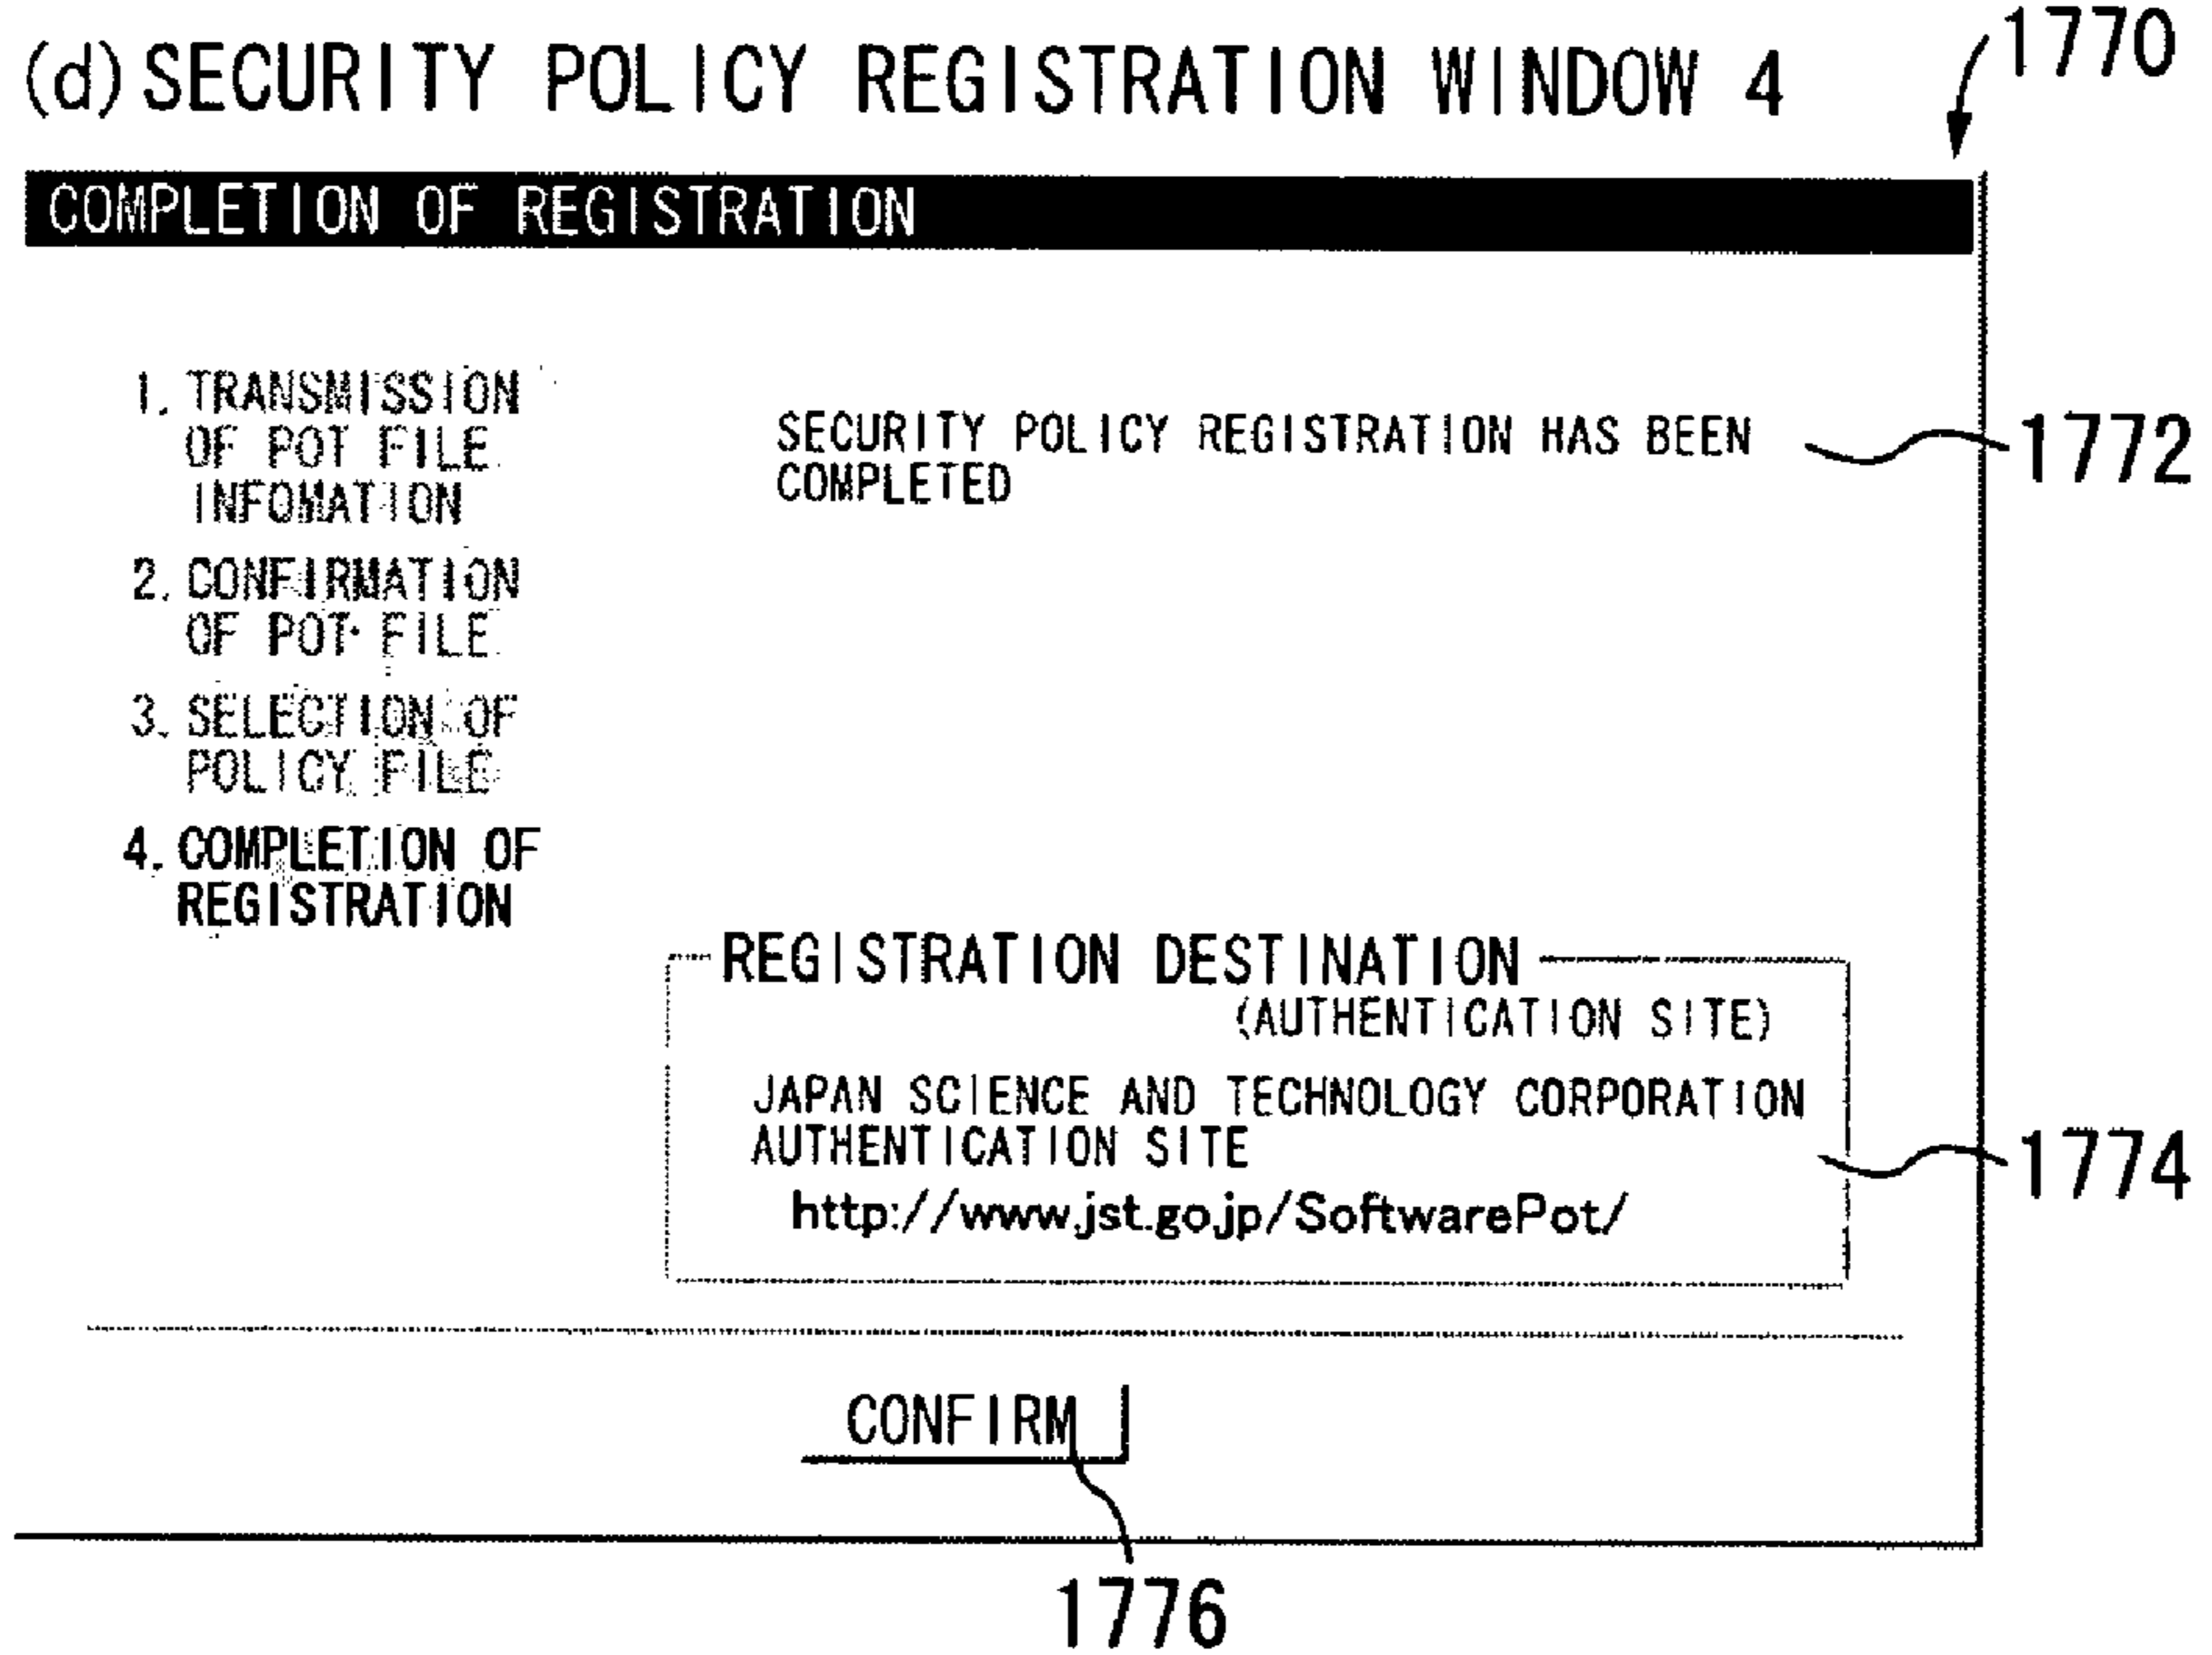 (d) SECURITY POLICY REGISTRATION WINDOW 4
1770
COMPLETION OF REGISTRATION
1. TRANSMISSION
OF POT FILE
INFOMATION
2. CONFIRMATION
OF POT FILE
3. SELECTION OF
POLICY FILE
4. COMPLETION OF
REGISTRATION
SECURITY POLICY REGISTRATION HAS BEEN
COMPLETED
1772
REGISTRATION DESTINATION
(AUTHENTICATION SITE)
JAPAN SCIENCE AND TECHNOLOGY CORPORATION
AUTHENTICATION SITE
http://www.jst.go.jp/SoftwarePot/
1774
CONFIRM
1776